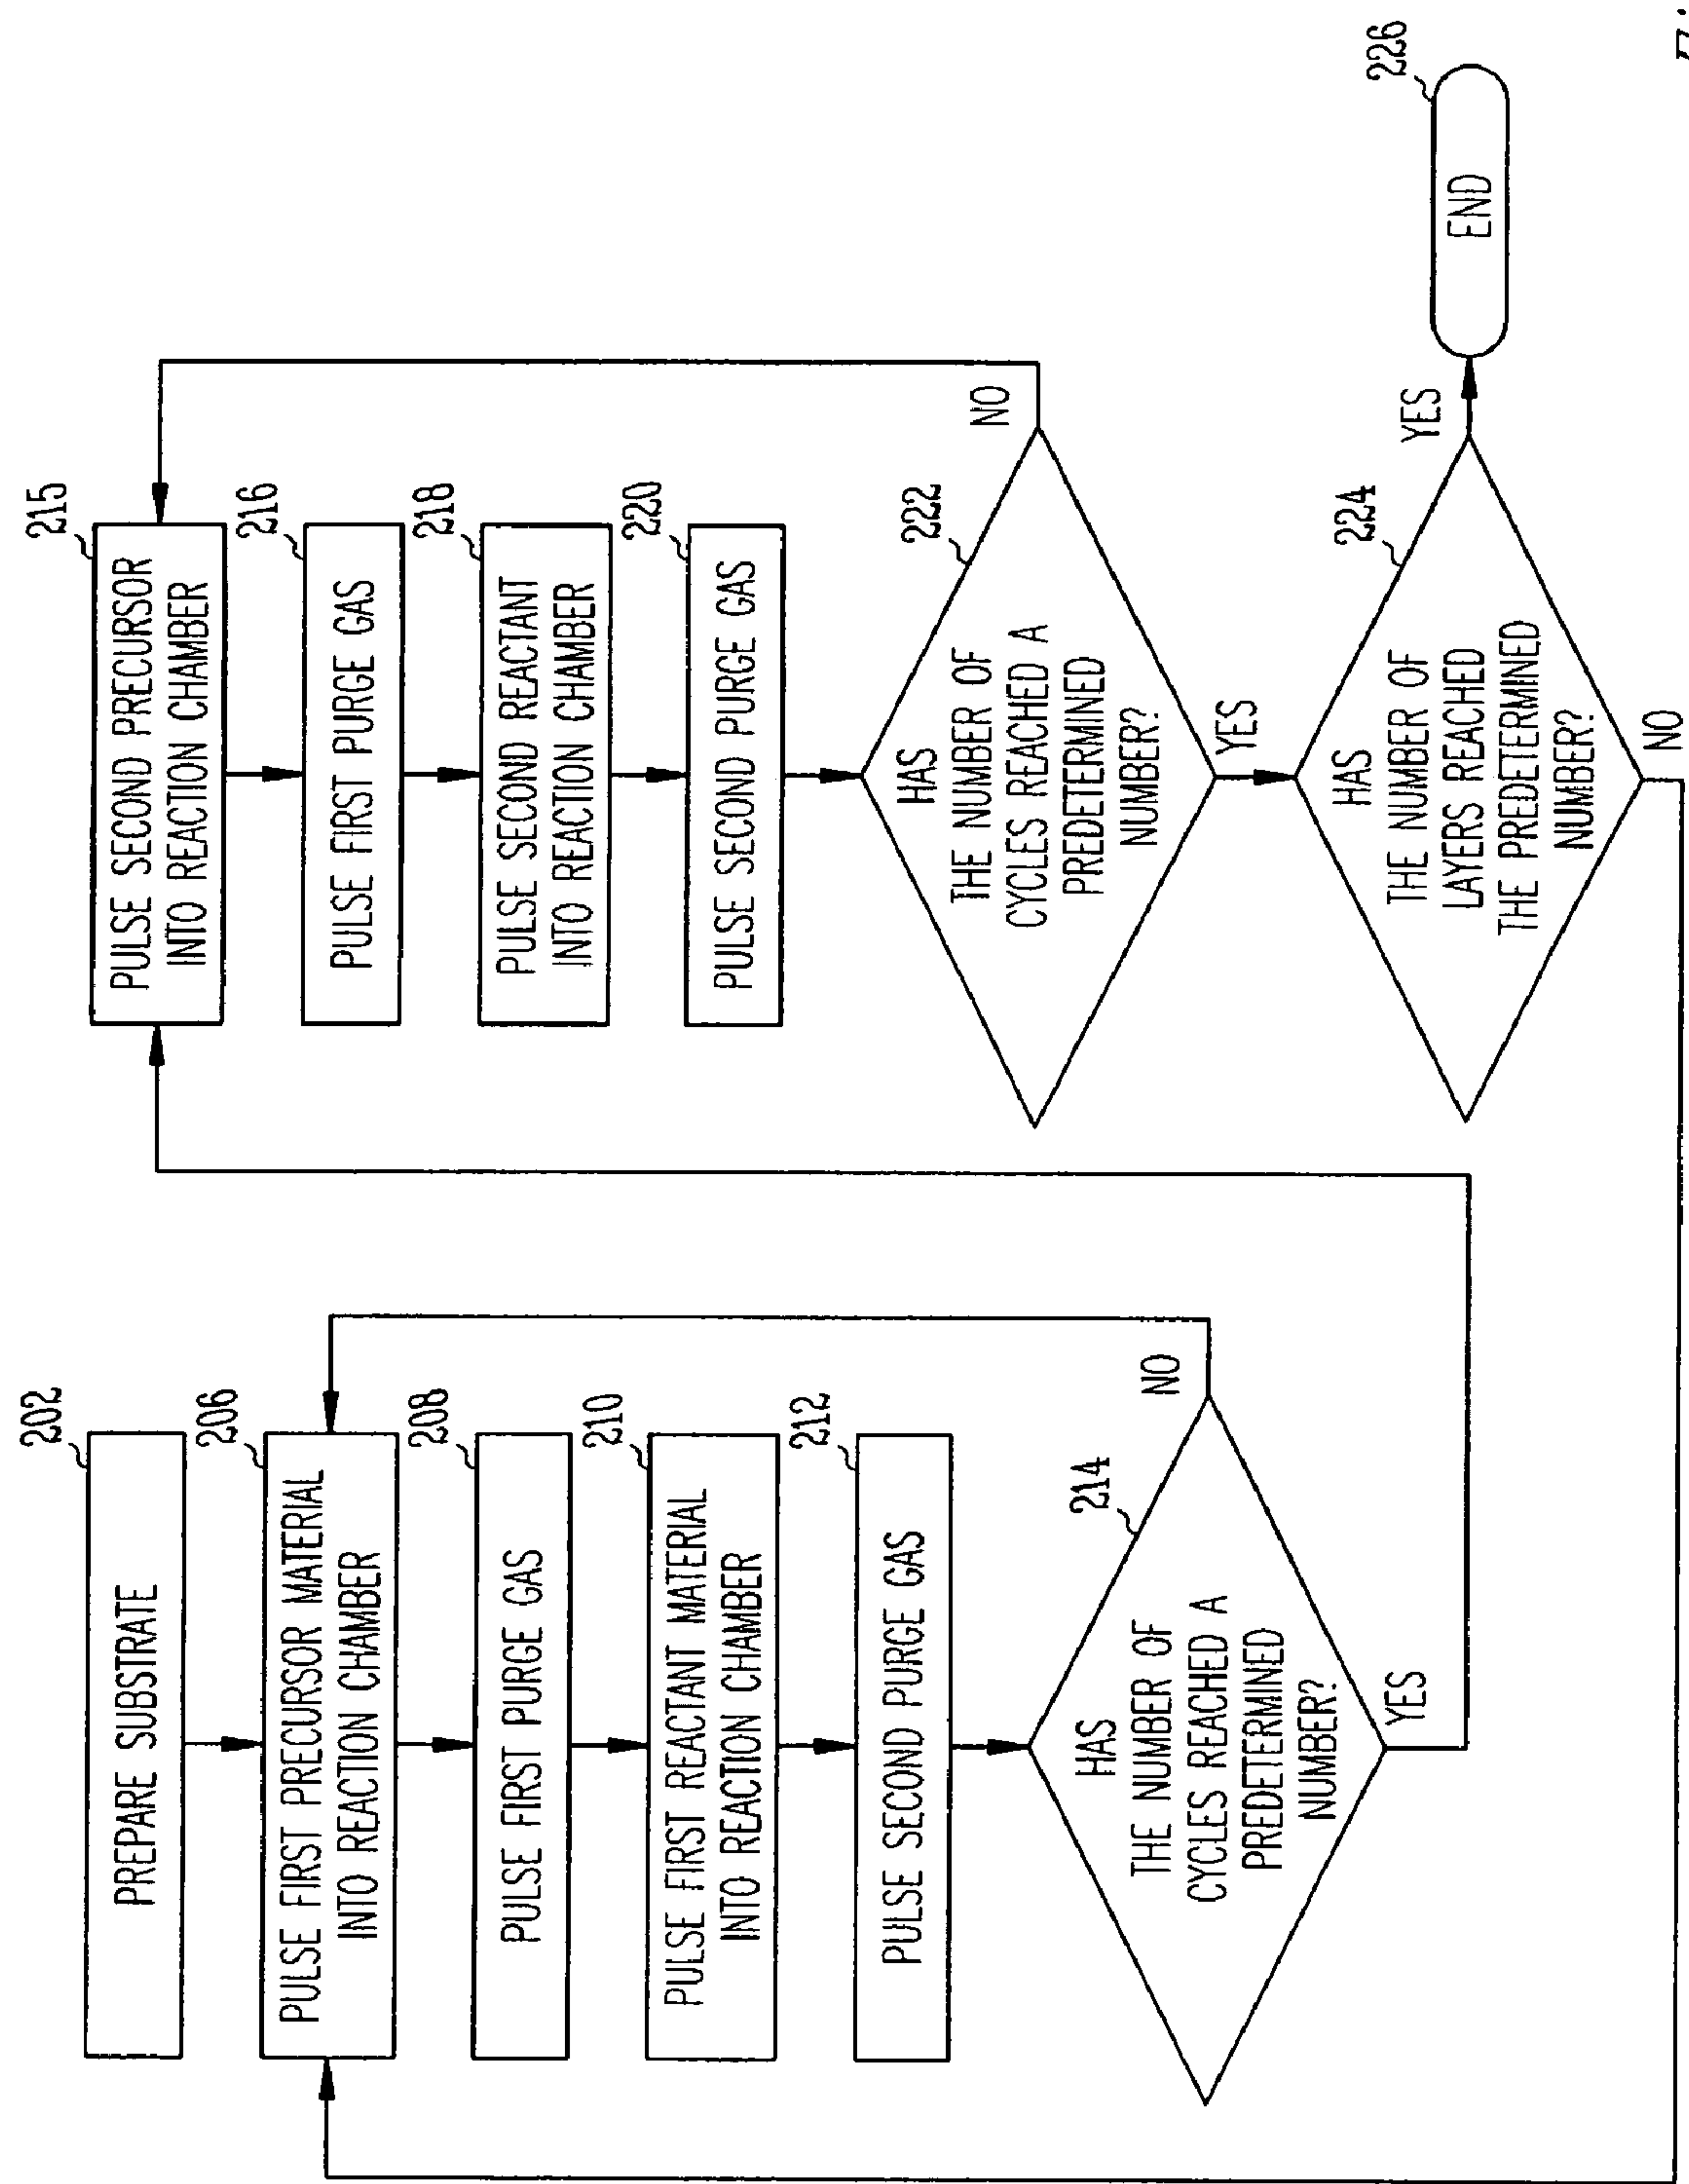 202
PREPARE SUBSTRATE
206
PULSE FIRST PRECURSOR MATERIAL
INTO REACTION CHAMBER
208
PULSE FIRST PURGE GAS
210
PULSE FIRST REACTANT MATERIAL
INTO REACTION CHAMBER
212
PULSE SECOND PURGE GAS
214
HAS
THE NUMBER OF
CYCLES REACHED A
PREDETERMINED
NUMBER?
NO
YES
215
PULSE SECOND PRECURSOR
INTO REACTION CHAMBER
216
PULSE FIRST PURGE GAS
218
PULSE SECOND REACTANT
INTO REACTION CHAMBER
220
PULSE SECOND PURGE GAS
222
HAS
THE NUMBER OF
CYCLES REACHED A
PREDETERMINED
NUMBER?
NO
YES
224
HAS
THE NUMBER OF
LAYERS REACHED
THE PREDETERMINED
NUMBER?
YES
NO
226
END